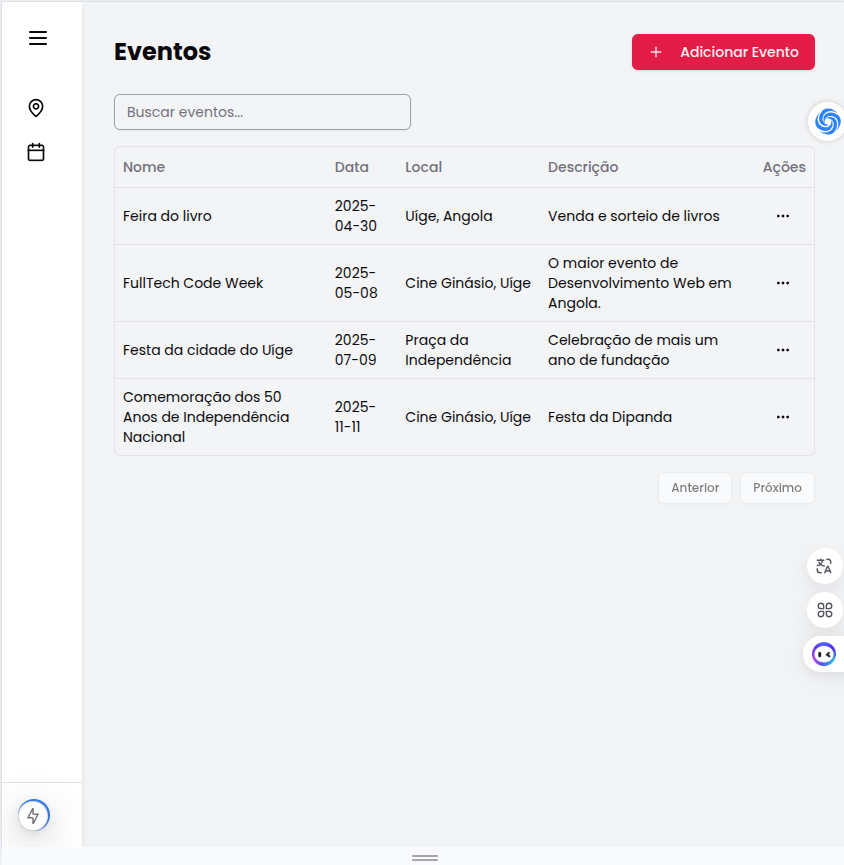 Eventos
Adicionar Evento
Buscar eventos...
Nome Data Local Descrição Ações
Feira do livro 2025-04-30 Uíge, Angola Venda e sorteio de livros
FullTech Code Week 2025-05-08 Cine Ginásio, Uíge O maior evento de Desenvolvimento Web em Angola.
Festa da cidade do Uíge 2025-07-09 Praça da Independência Celebração de mais um ano de fundação
Comemoração dos 50 Anos de Independência Nacional 2025-11-11 Cine Ginásio, Uíge Festa da Dipanda
Anterior Próximo